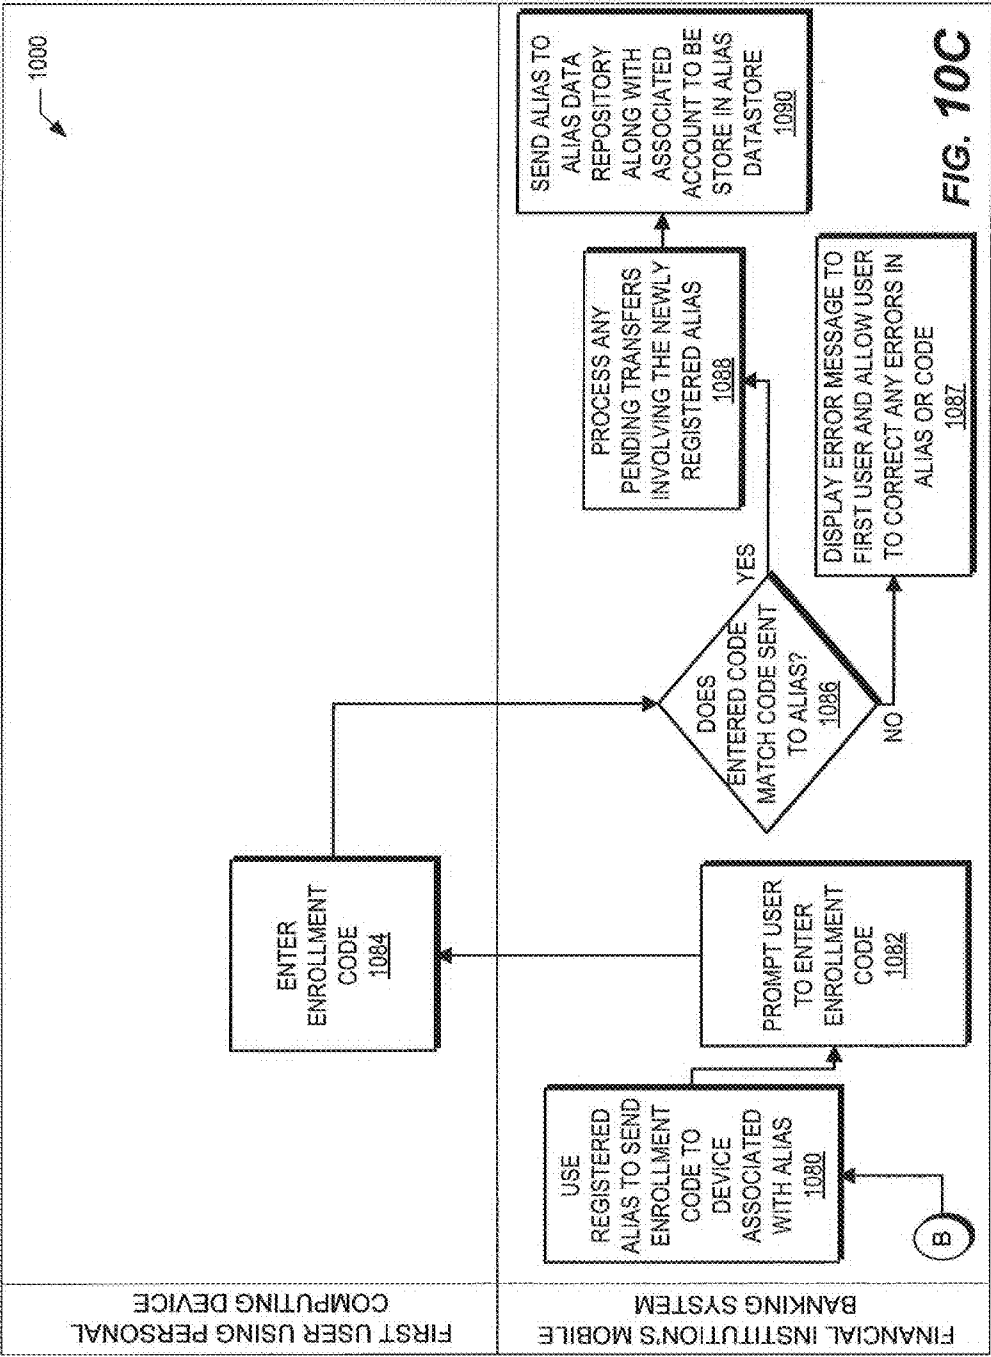 1000
FIRST USER USING PERSONAL
COMPUTING DEVICE
ENTER
ENROLLMENT
CODE
1084
FINANCIAL INSTITUTION'S MOBILE
BANKING SYSTEM
B
USE
REGISTERED
ALIAS TO SEND
ENROLLMENT
CODE TO
DEVICE
ASSOCIATED
WITH ALIAS
1080
PROMPT USER
TO ENTER
ENROLLMENT
CODE
1082
DOES
ENTERED CODE
MATCH CODE SENT
TO ALIAS?
1086
YES
NO
PROCESS ANY
PENDING TRANSFERS
INVOLVING THE NEWLY
REGISTERED ALIAS
1088
DISPLAY ERROR MESSAGE TO
FIRST USER AND ALLOW USER
TO CORRECT ANY ERRORS IN
ALIAS OR CODE
1087
SEND ALIAS TO
ALIAS DATA
REPOSITORY
ALONG WITH
ASSOCIATED
ACCOUNT TO BE
STORE IN ALIAS
DATASTORE
1090
FIG. 10C